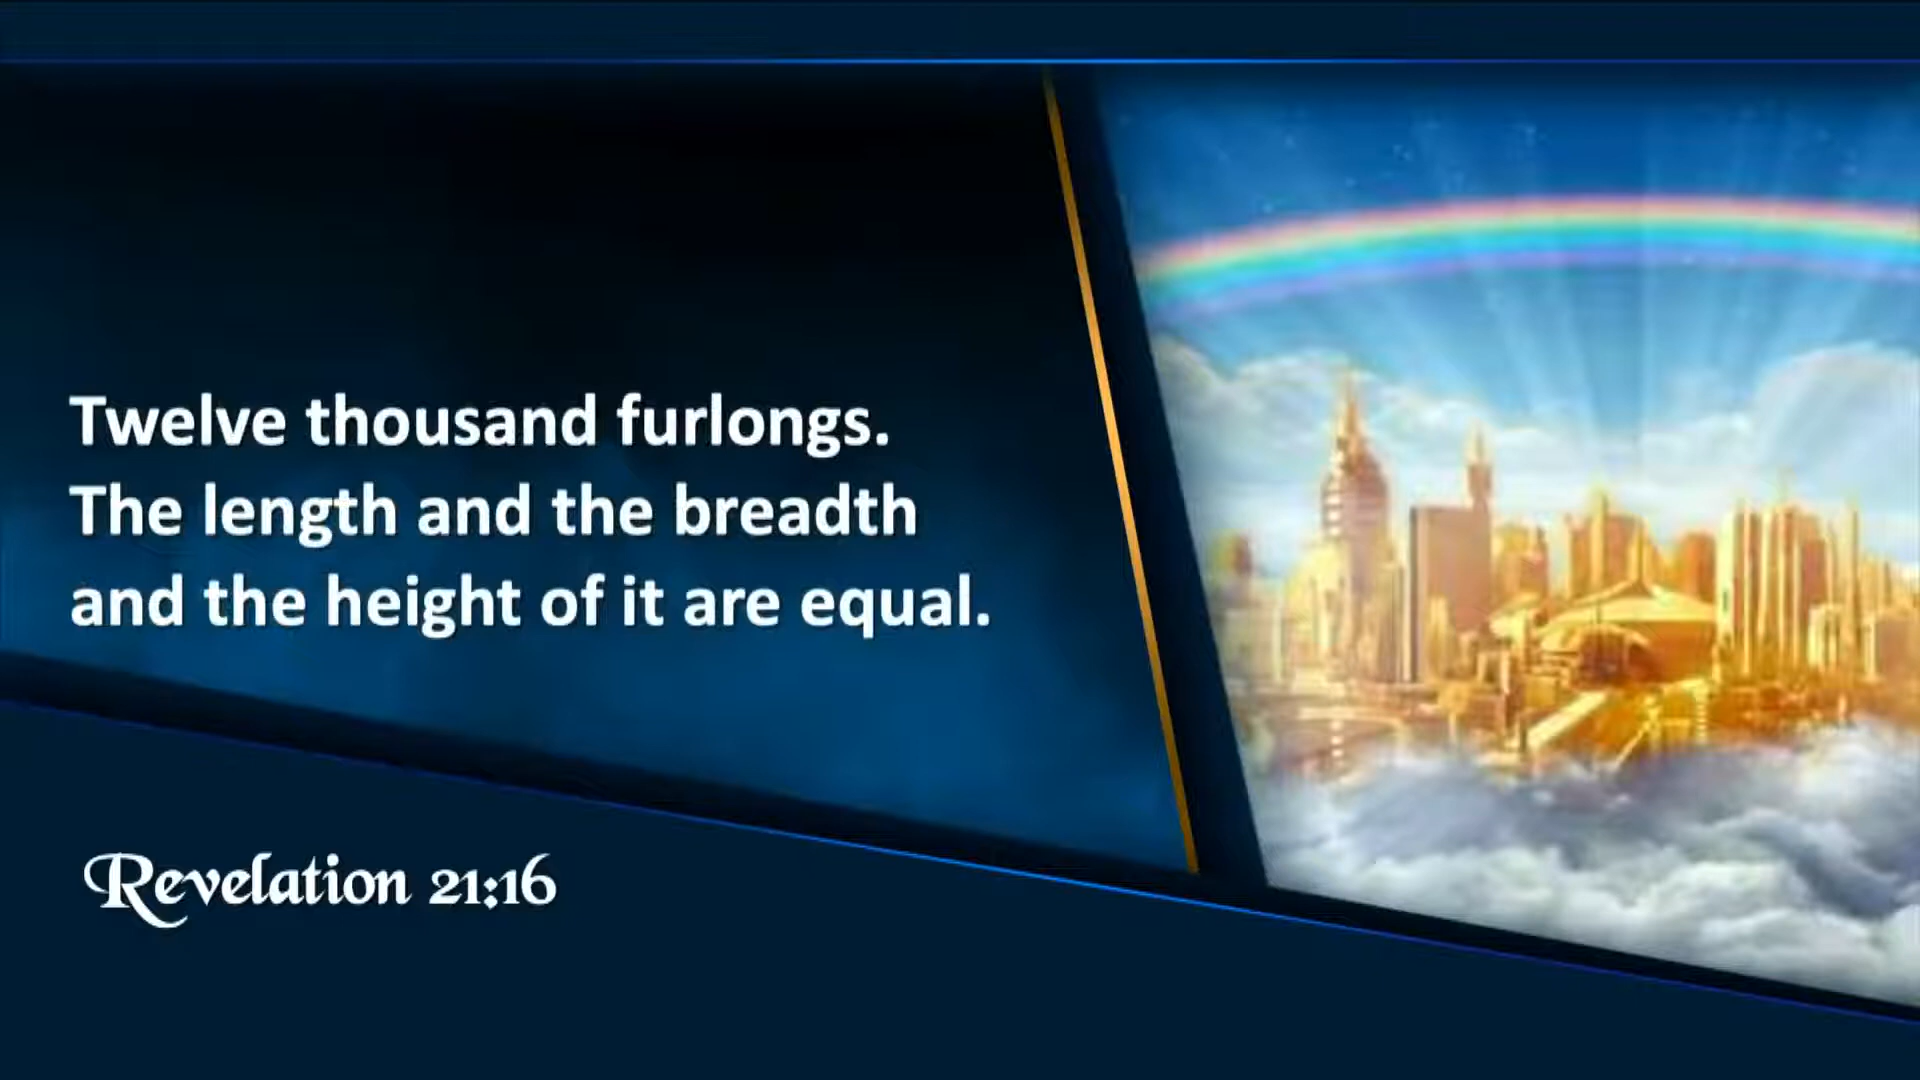 Twelve thousand furlongs.
The length and the breadth
and the height of it are equal.
Revelation 21:16